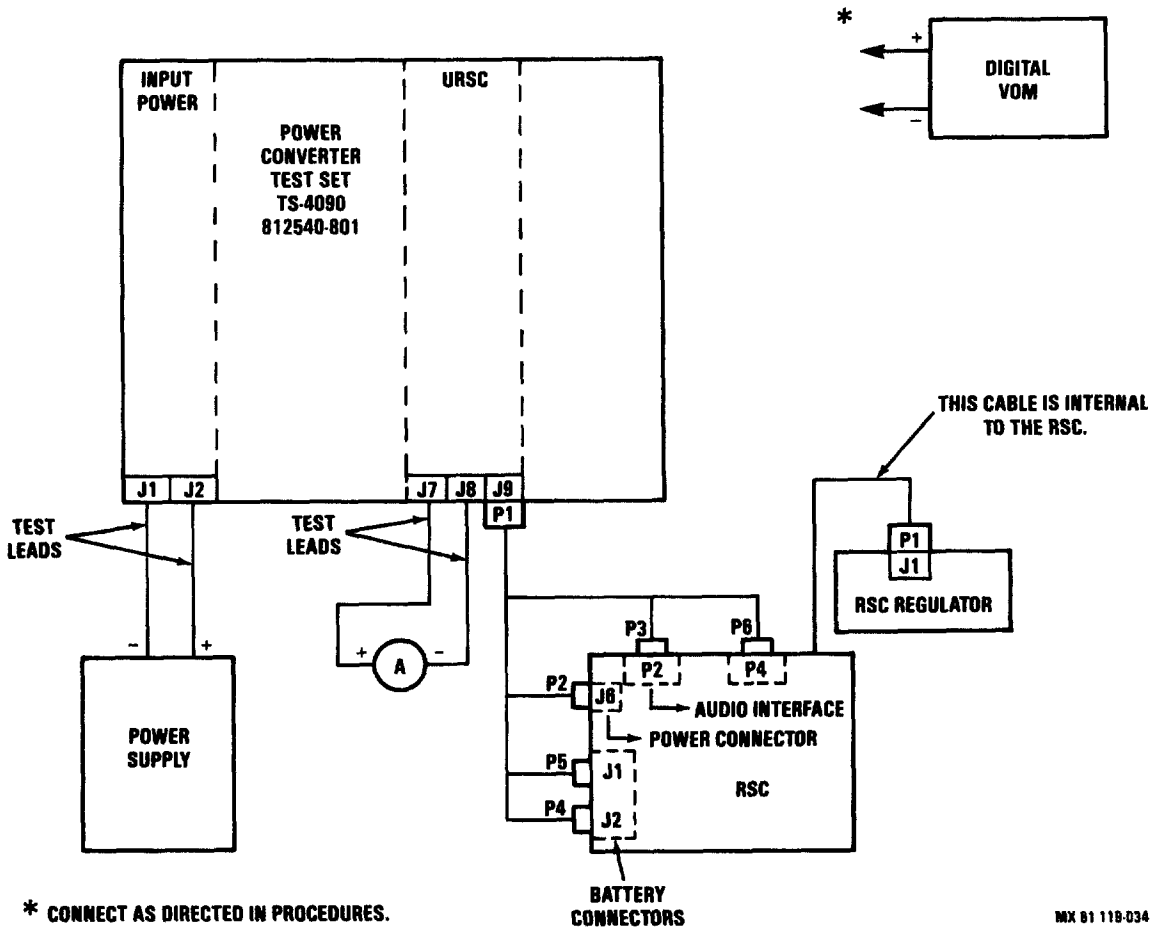 *
+
−
DIGITAL
VOM
INPUT
POWER
URSC
POWER
CONVERTER
TEST SET
TS-4090
812540-801
THIS CABLE IS INTERNAL
TO THE RSC.
J1 J2
J7 J8 J9
P1
TEST
LEADS
TEST
LEADS
P1
J1
RSC REGULATOR
P3 P6
− +
+ A −
P2 P4
P2
J6
AUDIO INTERFACE
POWER CONNECTOR
POWER
SUPPLY
P5
J1
RSC
P4
J2
BATTERY
CONNECTORS
* CONNECT AS DIRECTED IN PROCEDURES.
MX 81 118-034